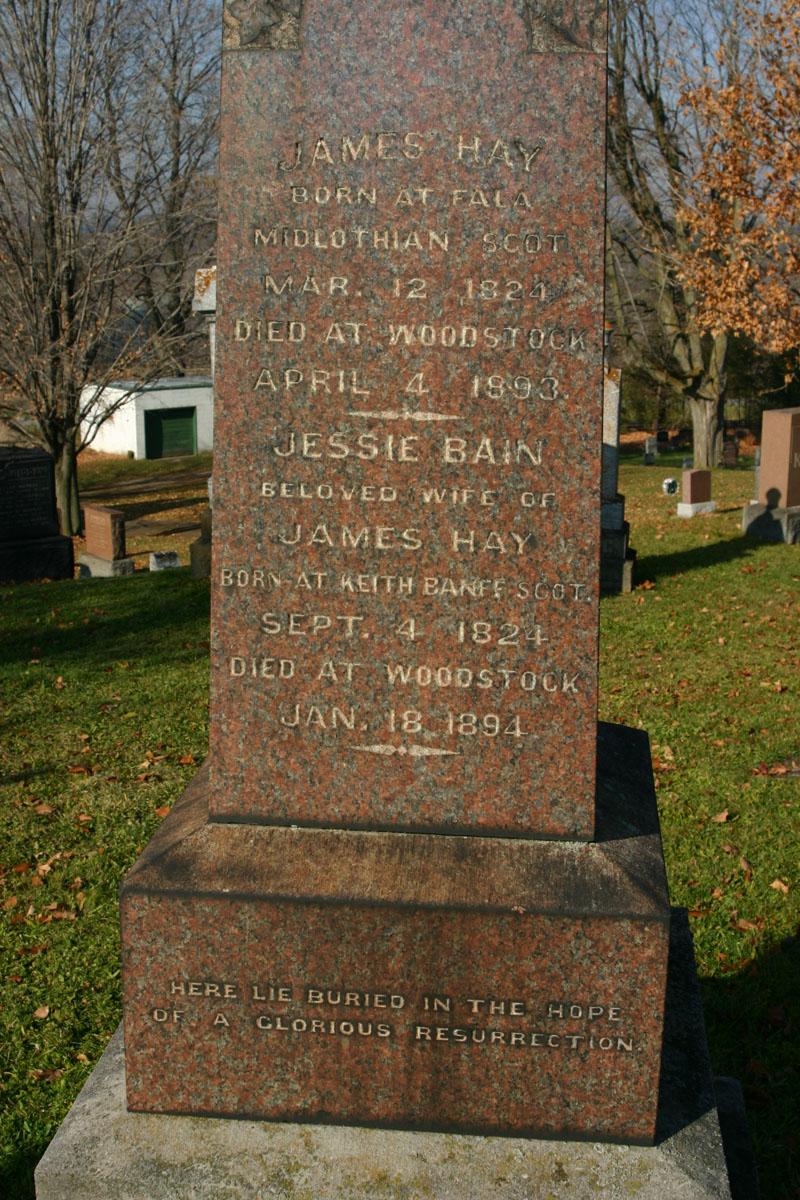 JAMES HAY
BORN AT FALA
MIDLOTHIAN SCOT.
MAR. 12 1824
DIED AT WOODSTOCK
APRIL 4 1893.
JESSIE BAIN
BELOVED WIFE OF
JAMES HAY
BORN AT KEITH BANFF SCOT.
SEPT. 4 1824
DIED AT WOODSTOCK
JAN. 18 1894
HERE LIE BURIED IN THE HOPE
OF A GLORIOUS RESURRECTION.